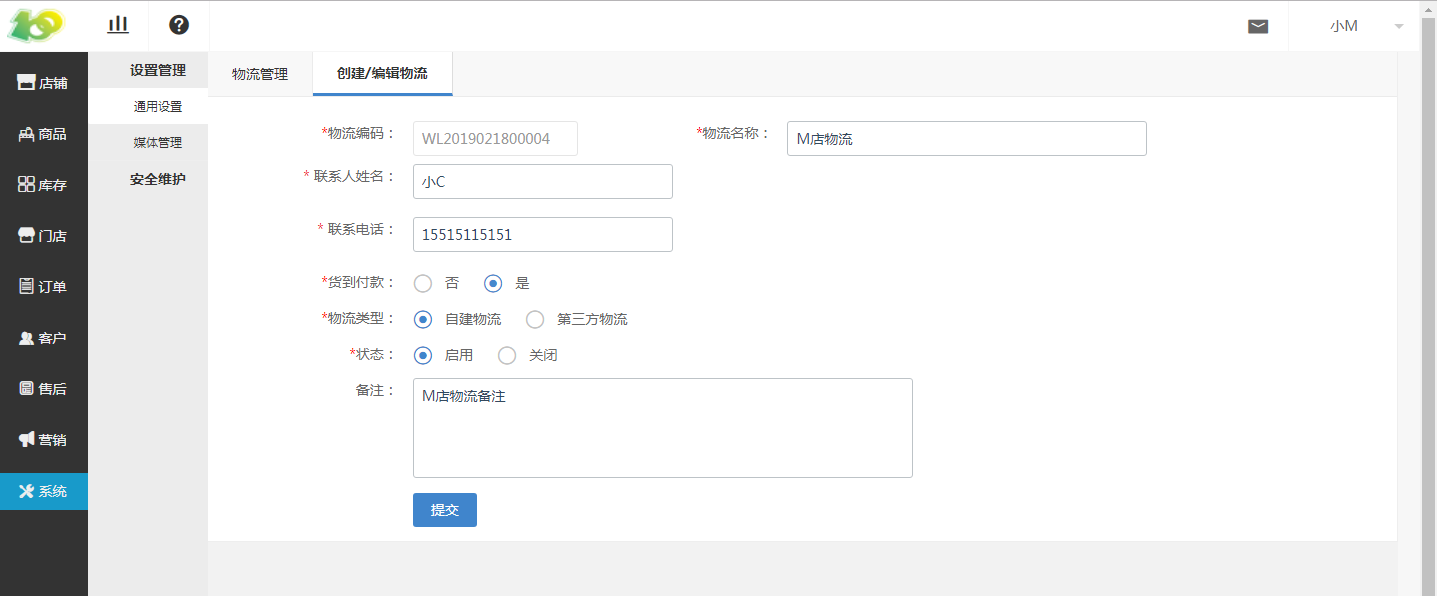 小M
店铺
商品
库存
门店
订单
客户
售后
营销
系统
设置管理
通用设置
媒体管理
安全维护
物流管理 创建/编辑物流
*物流编码： WL2019021800004 *物流名称： M店物流
* 联系人姓名： 小C
* 联系电话： 15515115151
*货到付款： 否 是
*物流类型： 自建物流 第三方物流
*状态： 启用 关闭
备注： M店物流备注
提交